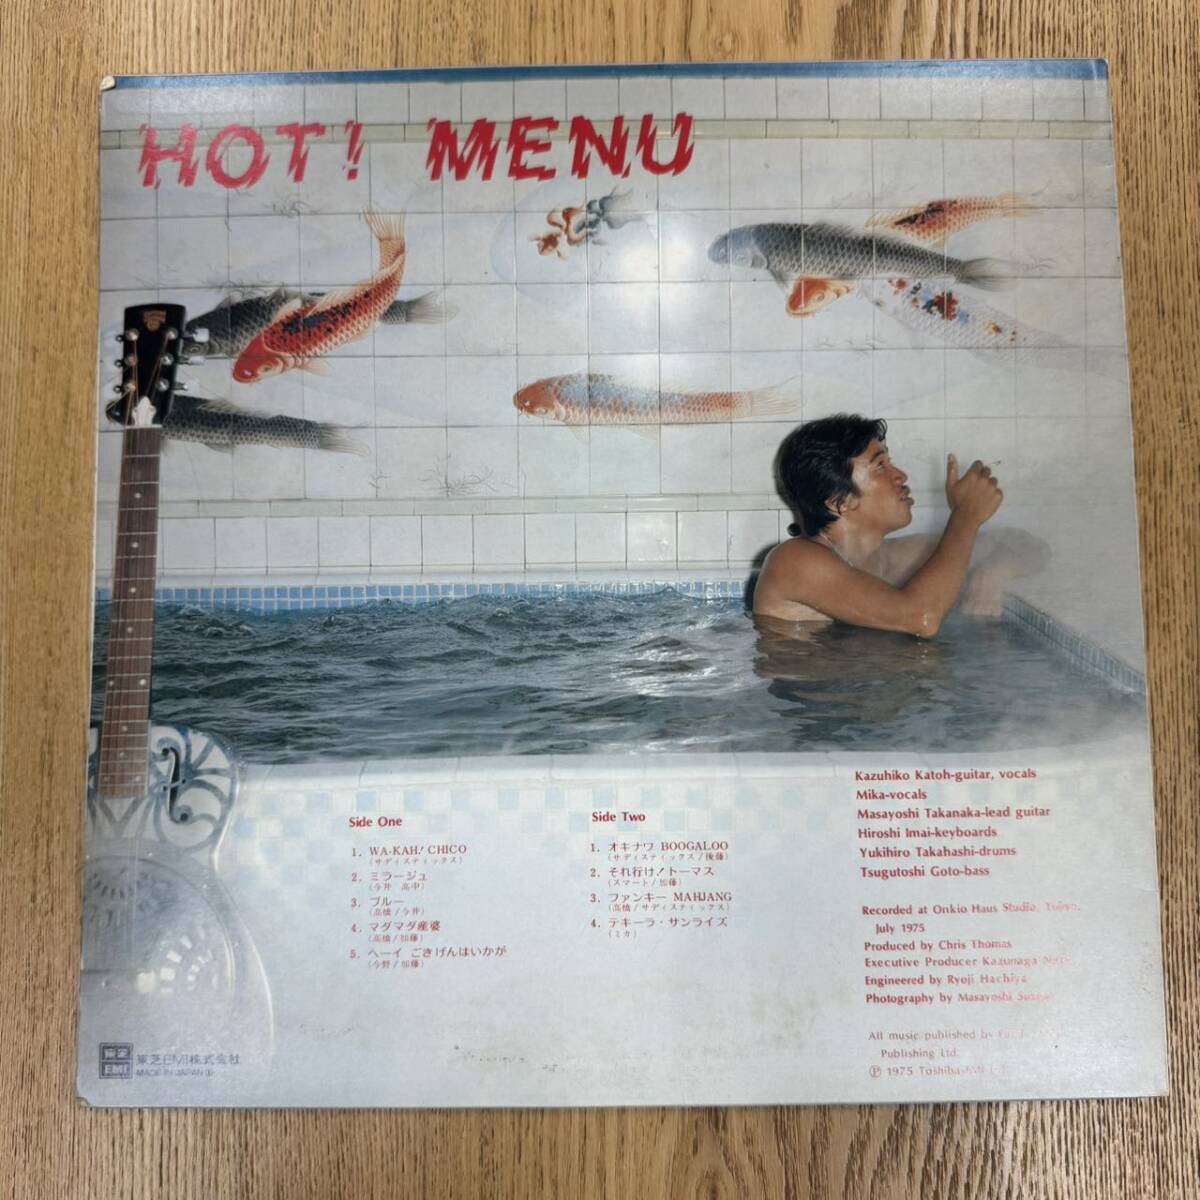 HOT! MENU
Side One
1. WA-KAH! CHICO
(サディスティックス)
2. ミラージュ
(今井 高中)
3. ブルー
(高橋/今井)
4. マダマダ産婆
(高橋/加藤)
5. ヘーイ ごきげんはいかが
(今野/加藤)
Side Two
1. オキナワ BOOGALOO
(サディスティックス/後藤)
2. それ行け!トーマス
(スマート/加藤)
3. ファンキー MAHJANG
(高橋/サディスティックス)
4. テキーラ・サンライズ
(ミカ)
Kazuhiko Katoh-guitar, vocals
Mika-vocals
Masayoshi Takanaka-lead guitar
Hiroshi Imai-keyboards
Yukihiro Takahashi-drums
Tsugutoshi Goto-bass
Recorded at Onkio Haus Studio, Tokyo,
July 1975
Produced by Chris Thomas
Executive Producer Kazunaga
Engineered by Ryoji Hachiya
Photography by Masayoshi
All music published by
Publishing Ltd.
Ⓟ 1975 Toshiba-EMI
東芝
EMI
東芝EMI株式会社
MADE IN JAPAN